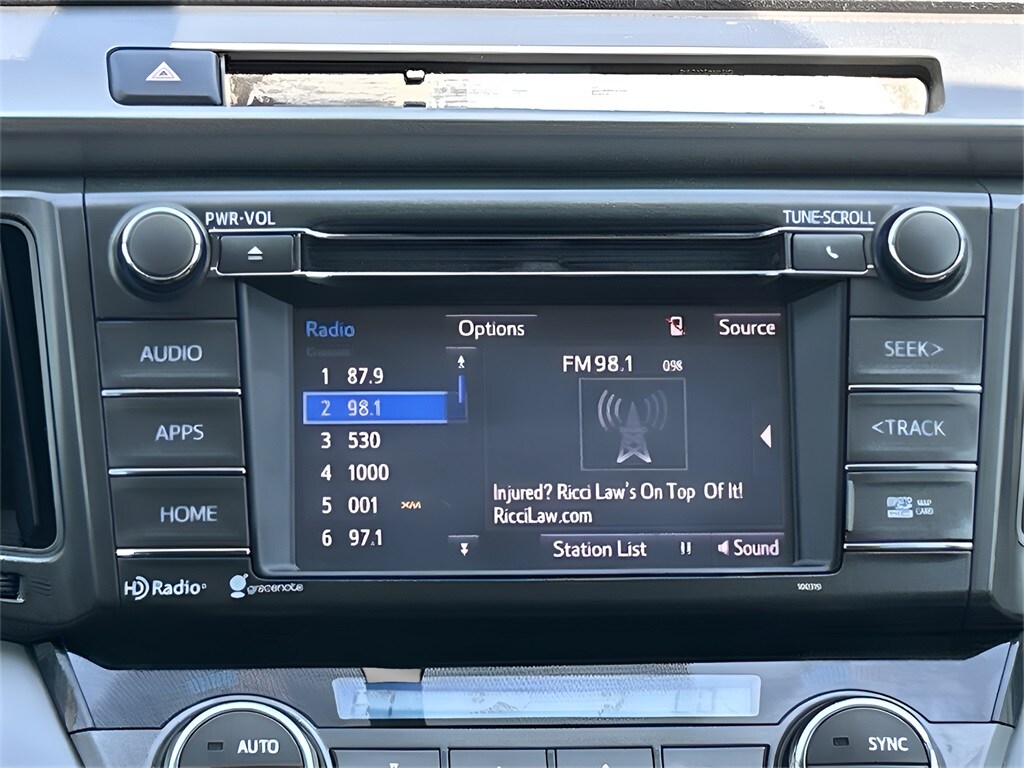 PWR·VOL
TUNE·SCROLL
AUDIO
APPS
HOME
SEEK>
<TRACK
Radio
Options
Source
1 87.9
2 98.1
3 530
4 1000
5 001 XM
6 97.1
FM 98.1
Injured? Ricci Law's On Top Of It!
RicciLaw.com
Station List
Sound
HD Radio
gracenote
AUTO
SYNC